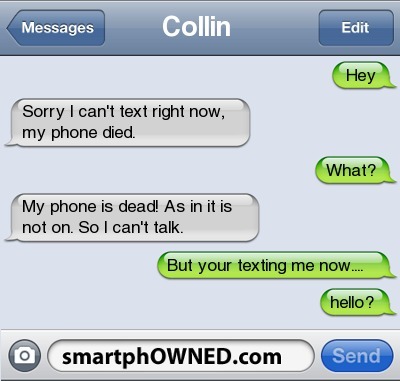 Messages
Collin
Edit
Hey
Sorry I can't text right now,
my phone died.
What?
My phone is dead! As in it is
not on. So I can't talk.
But your texting me now....
hello?
smartphOWNED.com
Send